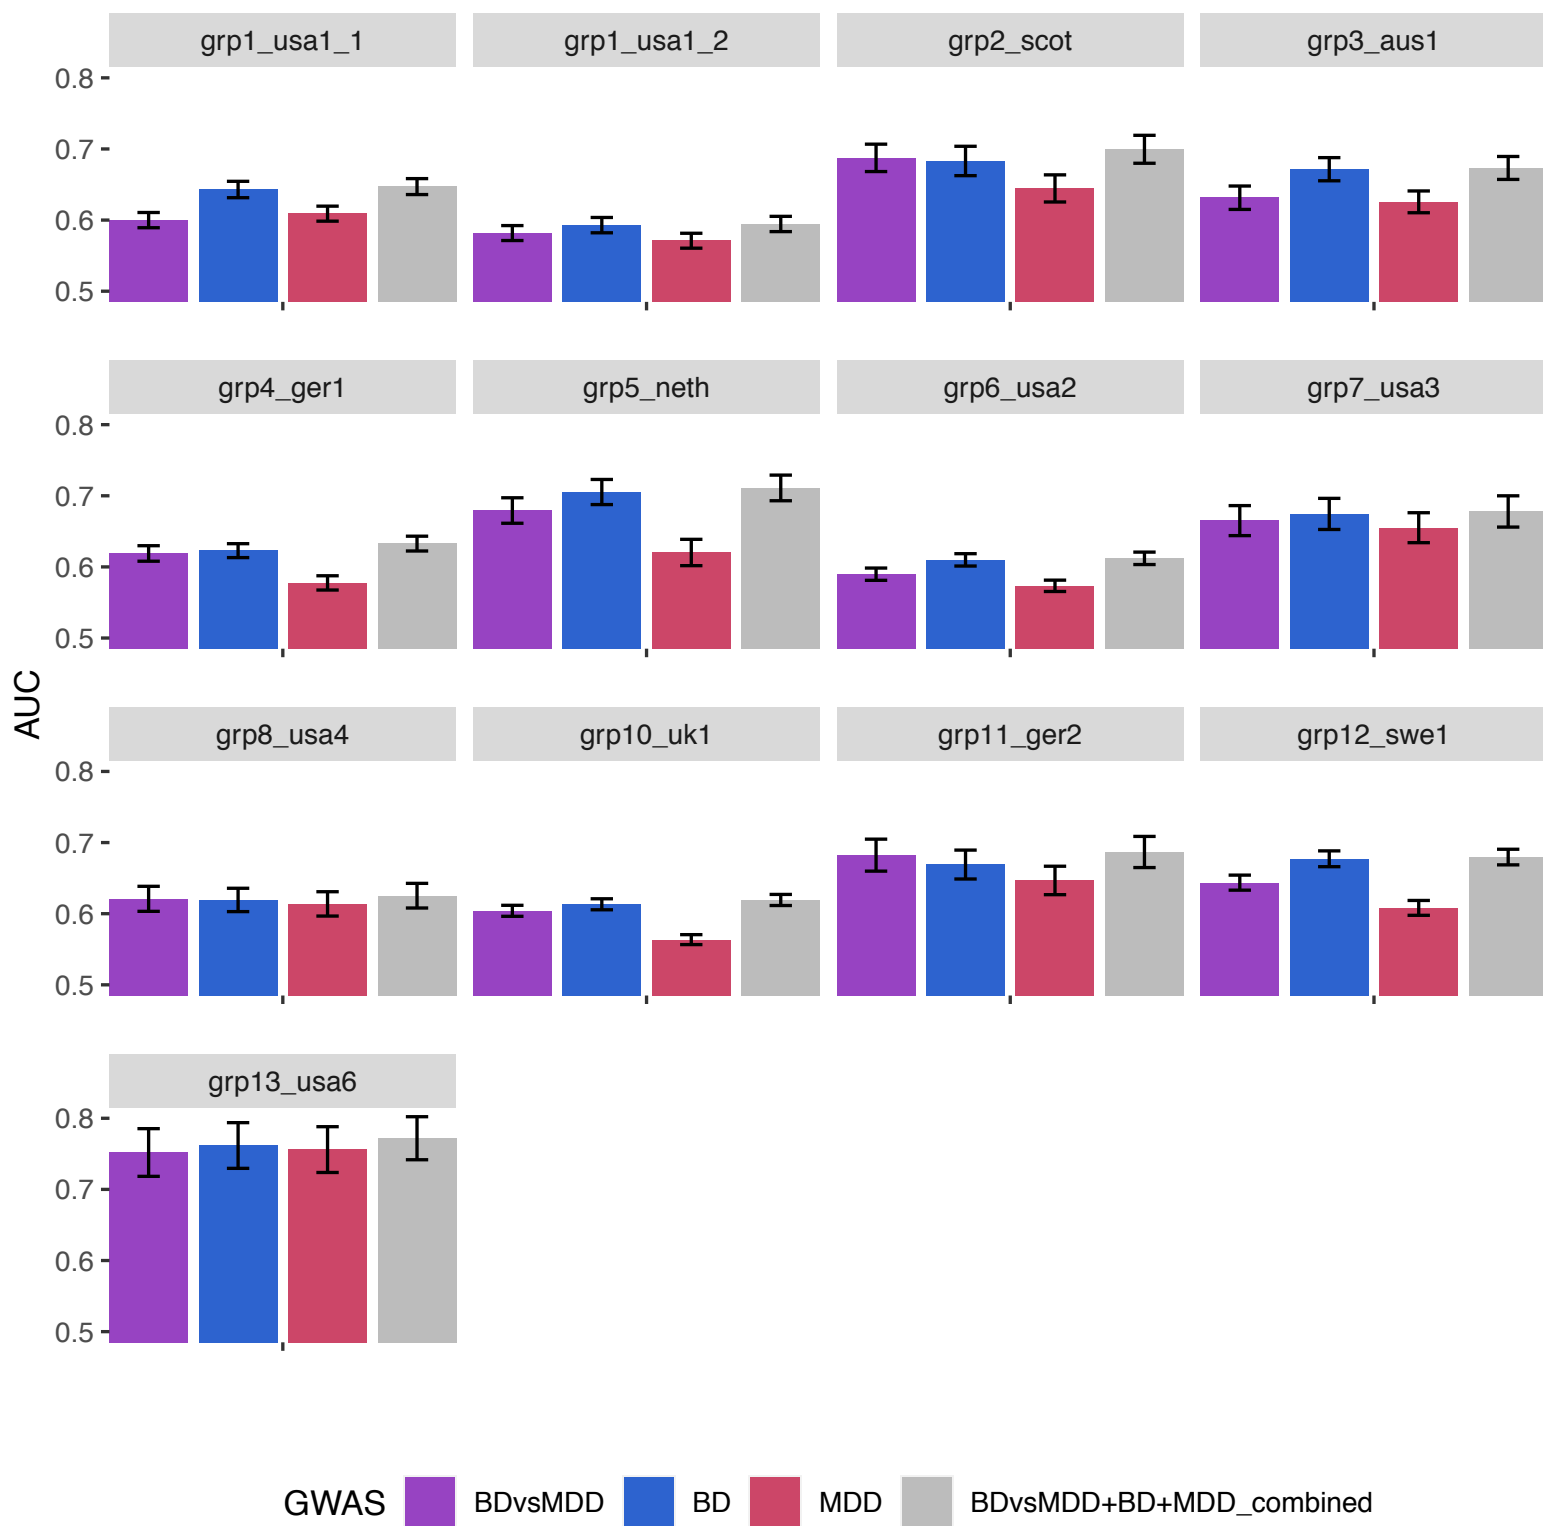 grp1_usa1_1 grp1_usa1_2 grp2_scot grp3_aus1
0.8
0.7
0.6
0.5
grp4_ger1 grp5_neth grp6_usa2 grp7_usa3
0.8
0.7
0.6
0.5
AUC
grp8_usa4 grp10_uk1 grp11_ger2 grp12_swe1
0.8
0.7
0.6
0.5
grp13_usa6
0.8
0.7
0.6
0.5
GWAS BDvsMDD BD MDD BDvsMDD+BD+MDD_combined